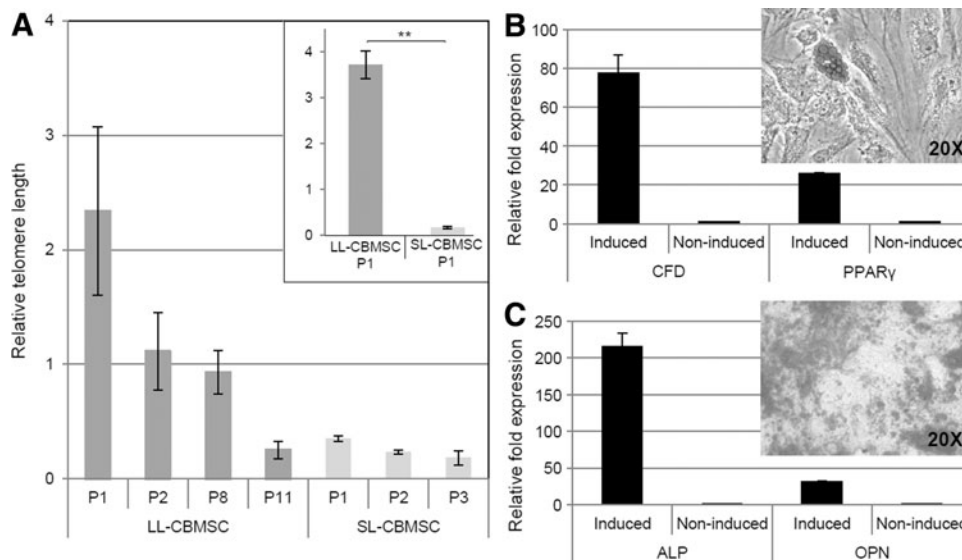 A
Relative telomere length
4
3
2
1
0
P1 P2 P8 P11 P1 P2 P3
LL-CBMSC SL-CBMSC
**
4
3
2
1
0
LL-CBMSC SL-CBMSC
P1 P1
B
Relative fold expression
100
80
60
40
20
0
20X
Induced Non-induced Induced Non-induced
CFD PPARγ
C
Relative fold expression
250
200
150
100
50
0
20X
Induced Non-induced Induced Non-induced
ALP OPN